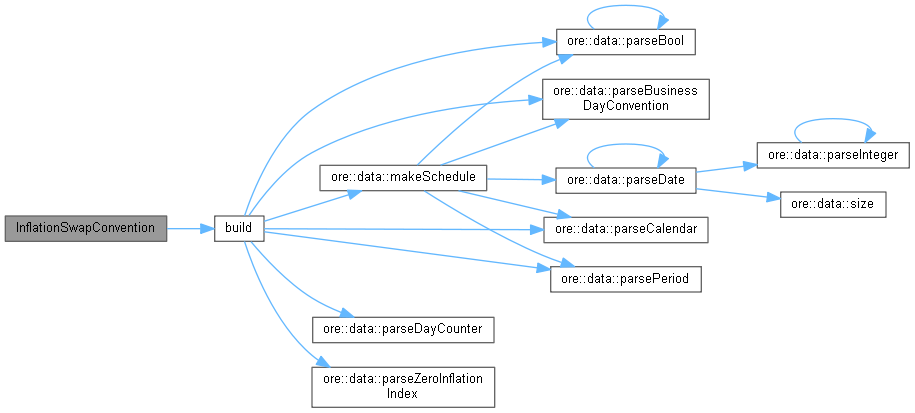 ore::data::parseBool
ore::data::parseBusiness
DayConvention
ore::data::parseInteger
ore::data::makeSchedule
ore::data::parseDate
ore::data::size
InflationSwapConvention
build
ore::data::parseCalendar
ore::data::parsePeriod
ore::data::parseDayCounter
ore::data::parseZeroInflation
Index